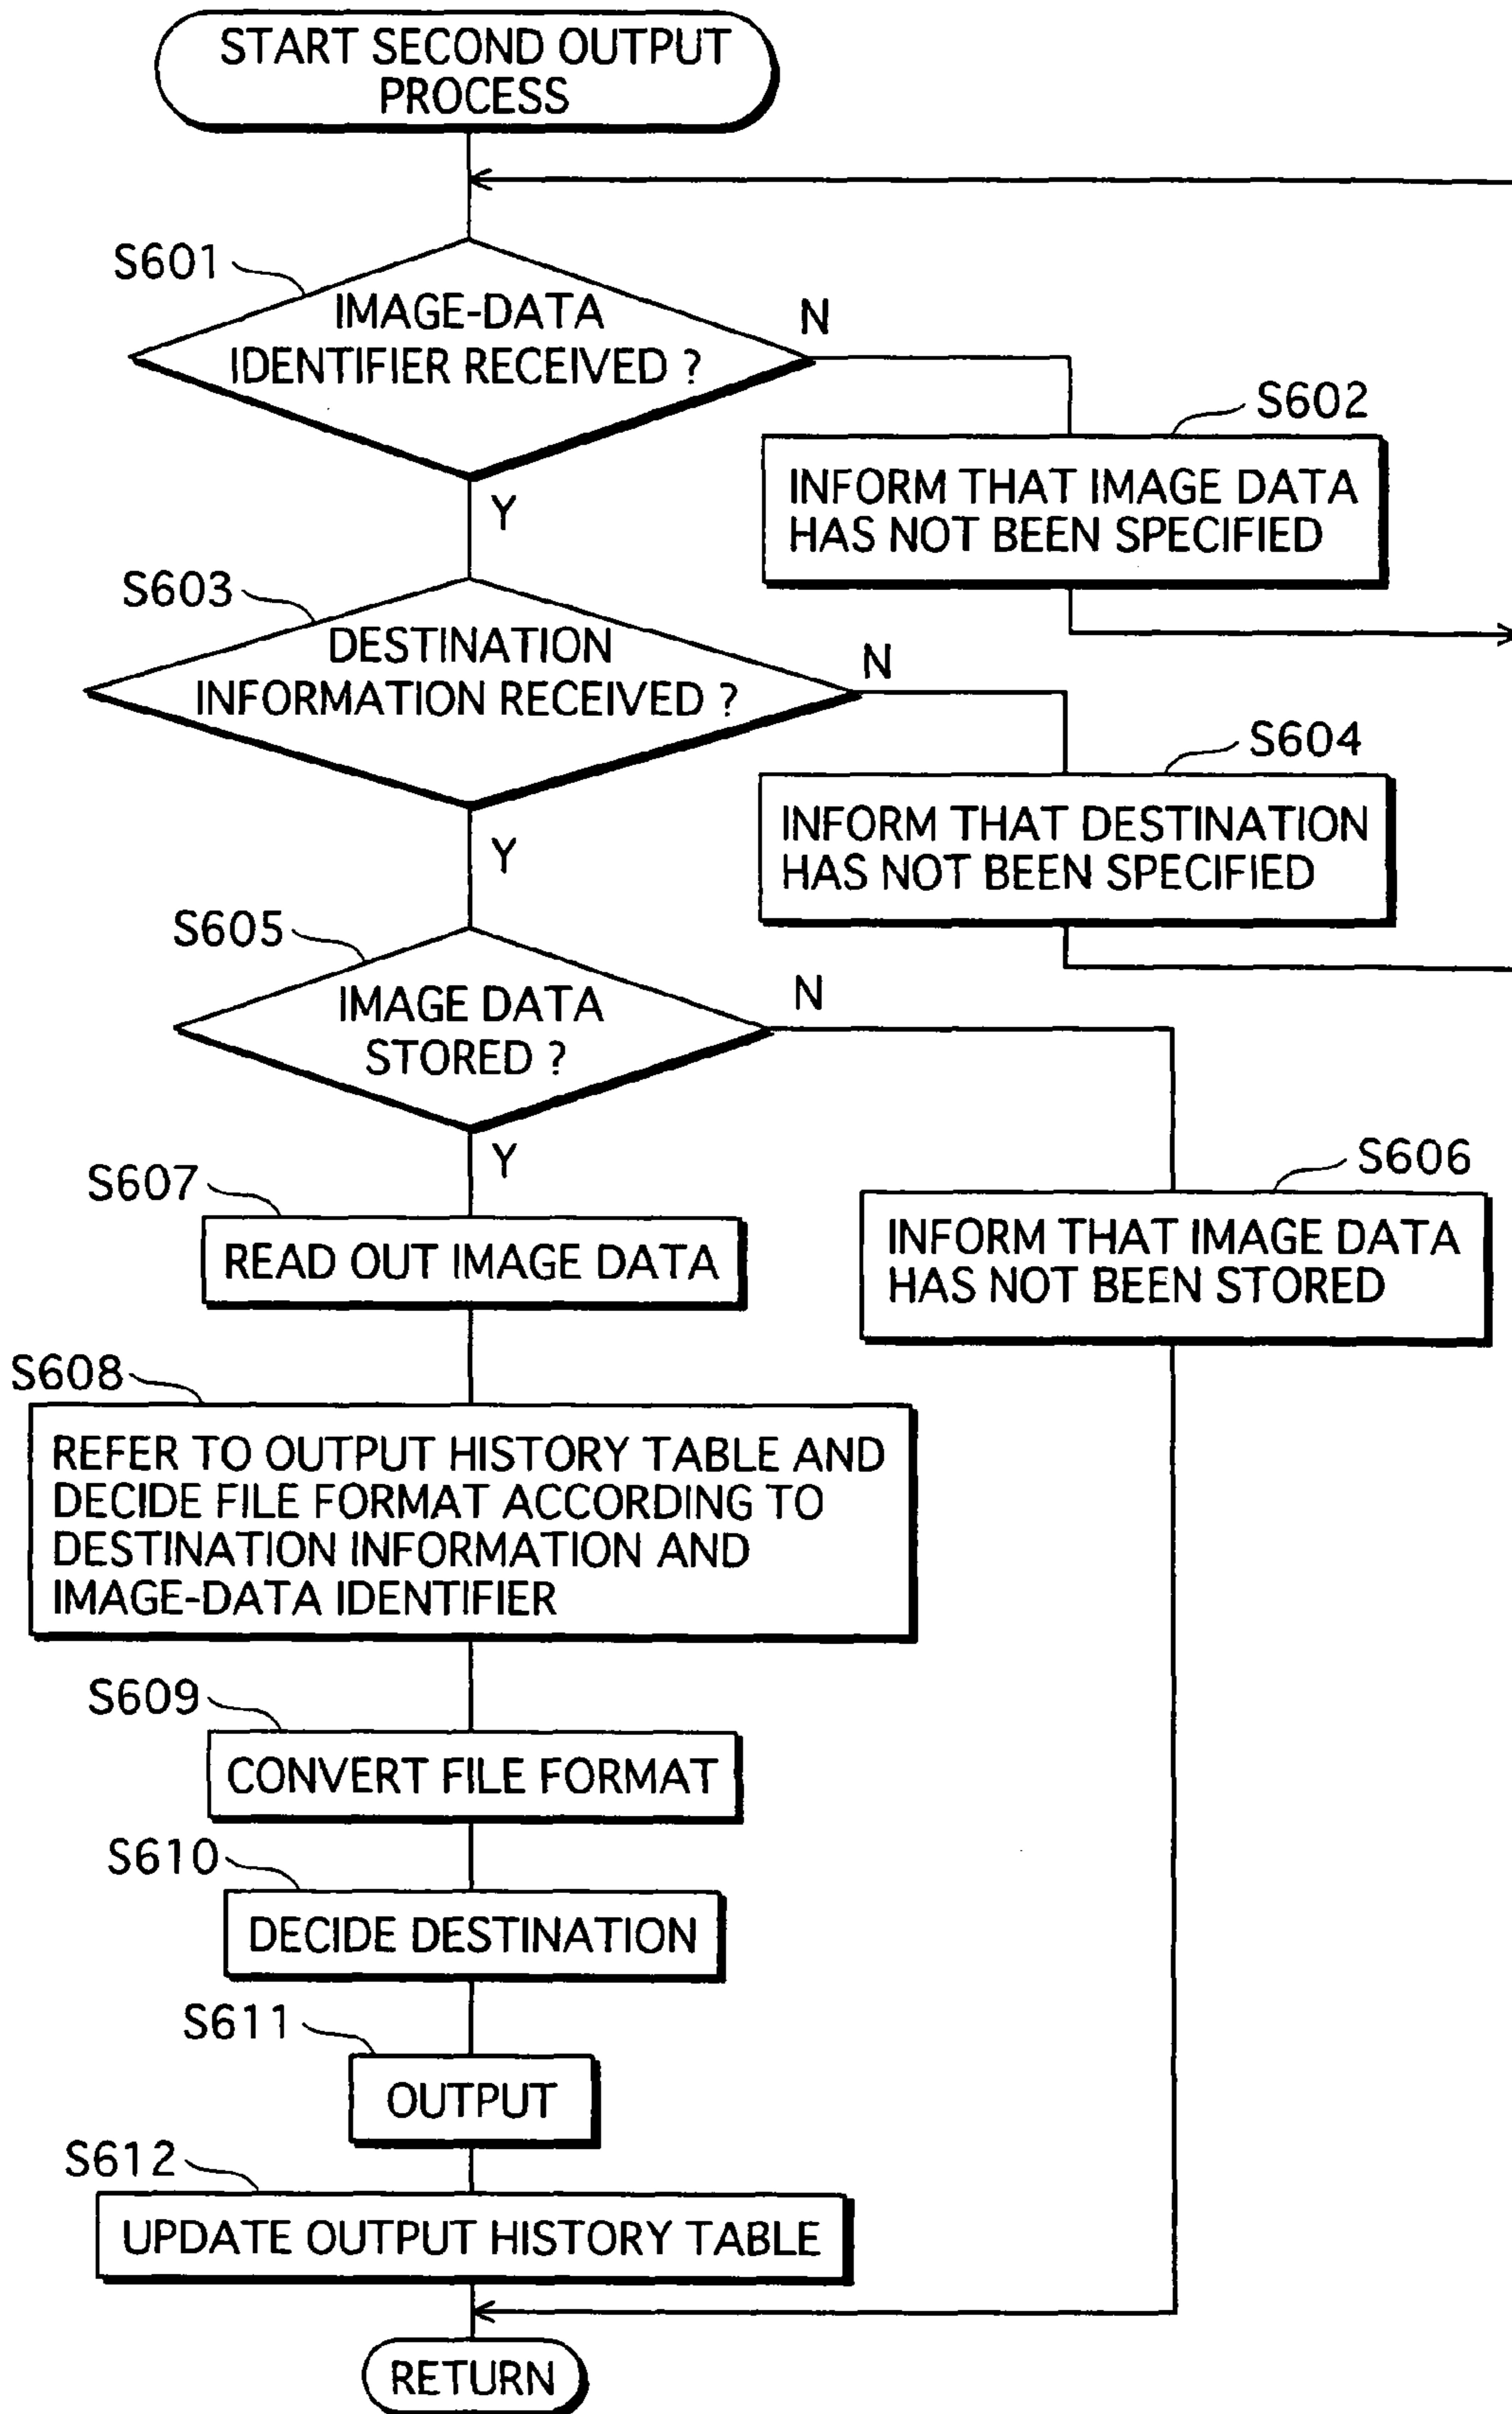 START SECOND OUTPUT
PROCESS
S601
IMAGE-DATA
IDENTIFIER RECEIVED ?
N
S602
INFORM THAT IMAGE DATA
HAS NOT BEEN SPECIFIED
Y
S603
DESTINATION
INFORMATION RECEIVED ?
N
S604
INFORM THAT DESTINATION
HAS NOT BEEN SPECIFIED
Y
S605
IMAGE DATA
STORED ?
N
S606
INFORM THAT IMAGE DATA
HAS NOT BEEN STORED
Y
S607
READ OUT IMAGE DATA
S608
REFER TO OUTPUT HISTORY TABLE AND
DECIDE FILE FORMAT ACCORDING TO
DESTINATION INFORMATION AND
IMAGE-DATA IDENTIFIER
S609
CONVERT FILE FORMAT
S610
DECIDE DESTINATION
S611
OUTPUT
S612
UPDATE OUTPUT HISTORY TABLE
RETURN